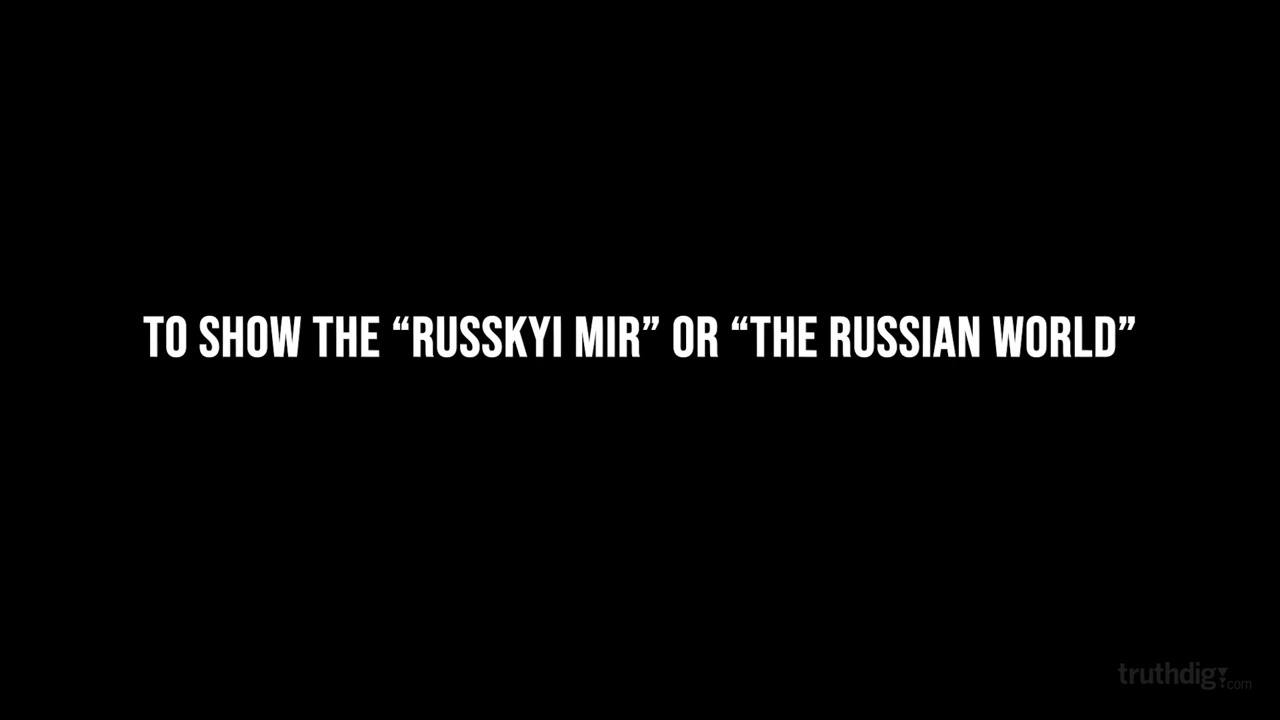 TO SHOW THE “RUSSKYI MIR” OR “THE RUSSIAN WORLD”
truthdig.com